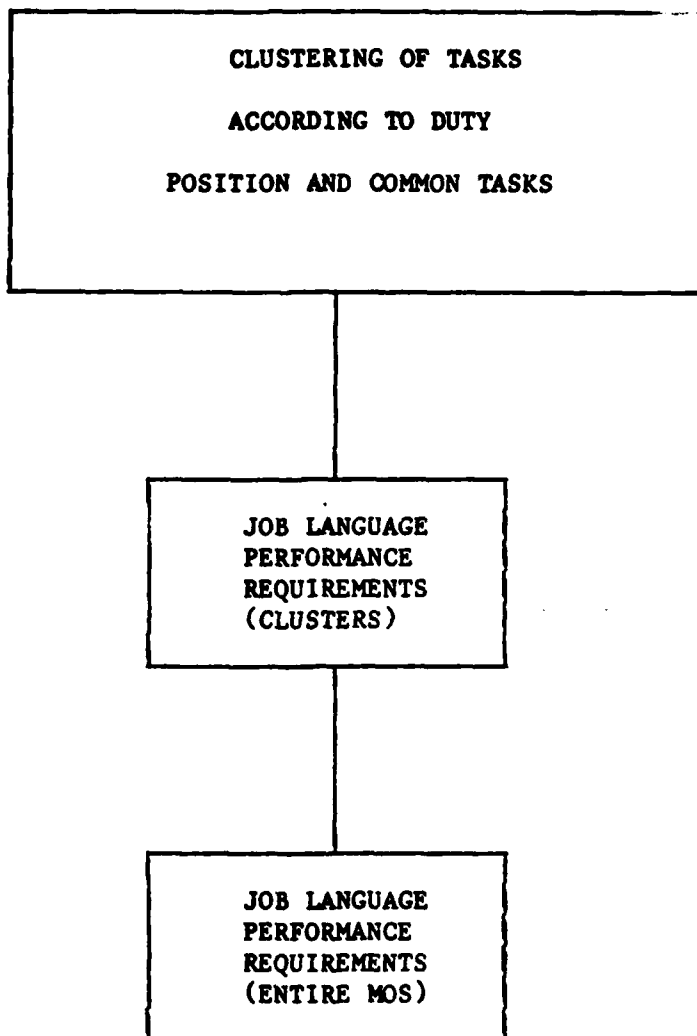 CLUSTERING OF TASKS
ACCORDING TO DUTY
POSITION AND COMMON TASKS
JOB LANGUAGE
PERFORMANCE
REQUIREMENTS
(CLUSTERS)
JOB LANGUAGE
PERFORMANCE
REQUIREMENTS
(ENTIRE MOS)